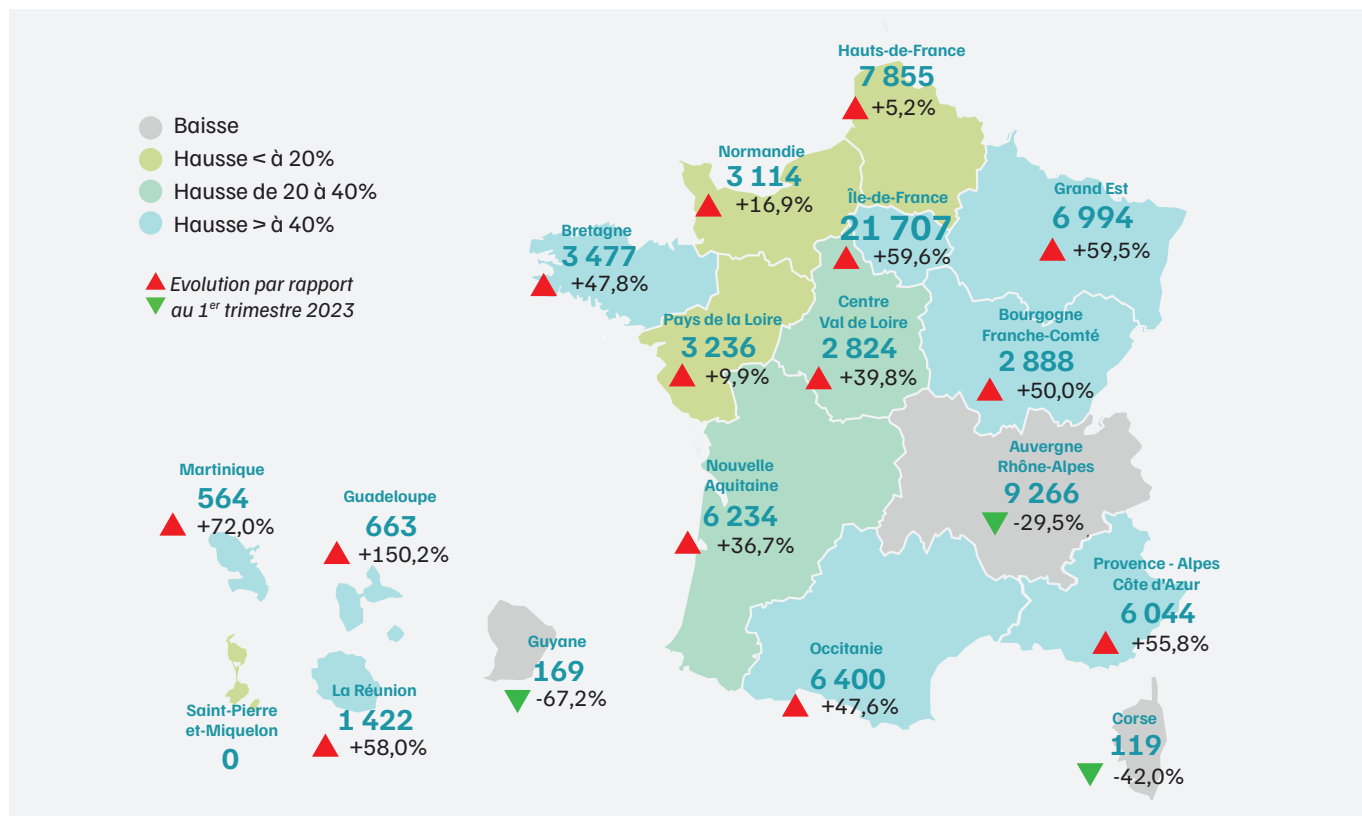 Baisse
Hausse < à 20%
Hausse de 20 à 40%
Hausse > à 40%
Evolution par rapport
au 1er trimestre 2023
Hauts-de-France
7 855
+5,2%
Normandie
3 114
+16,9%
Île-de-France
21 707
+59,6%
Grand Est
6 994
+59,5%
Bretagne
3 477
+47,8%
Pays de la Loire
3 236
+9,9%
Centre
Val de Loire
2 824
+39,8%
Bourgogne
Franche-Comté
2 888
+50,0%
Auvergne
Rhône-Alpes
9 266
-29,5%
Nouvelle
Aquitaine
6 234
+36,7%
Martinique
564
+72,0%
Guadeloupe
663
+150,2%
Provence - Alpes
Côte d'Azur
6 044
+55,8%
Guyane
169
-67,2%
Occitanie
6 400
+47,6%
La Réunion
1 422
+58,0%
Saint-Pierre
et-Miquelon
0
Corse
119
-42,0%